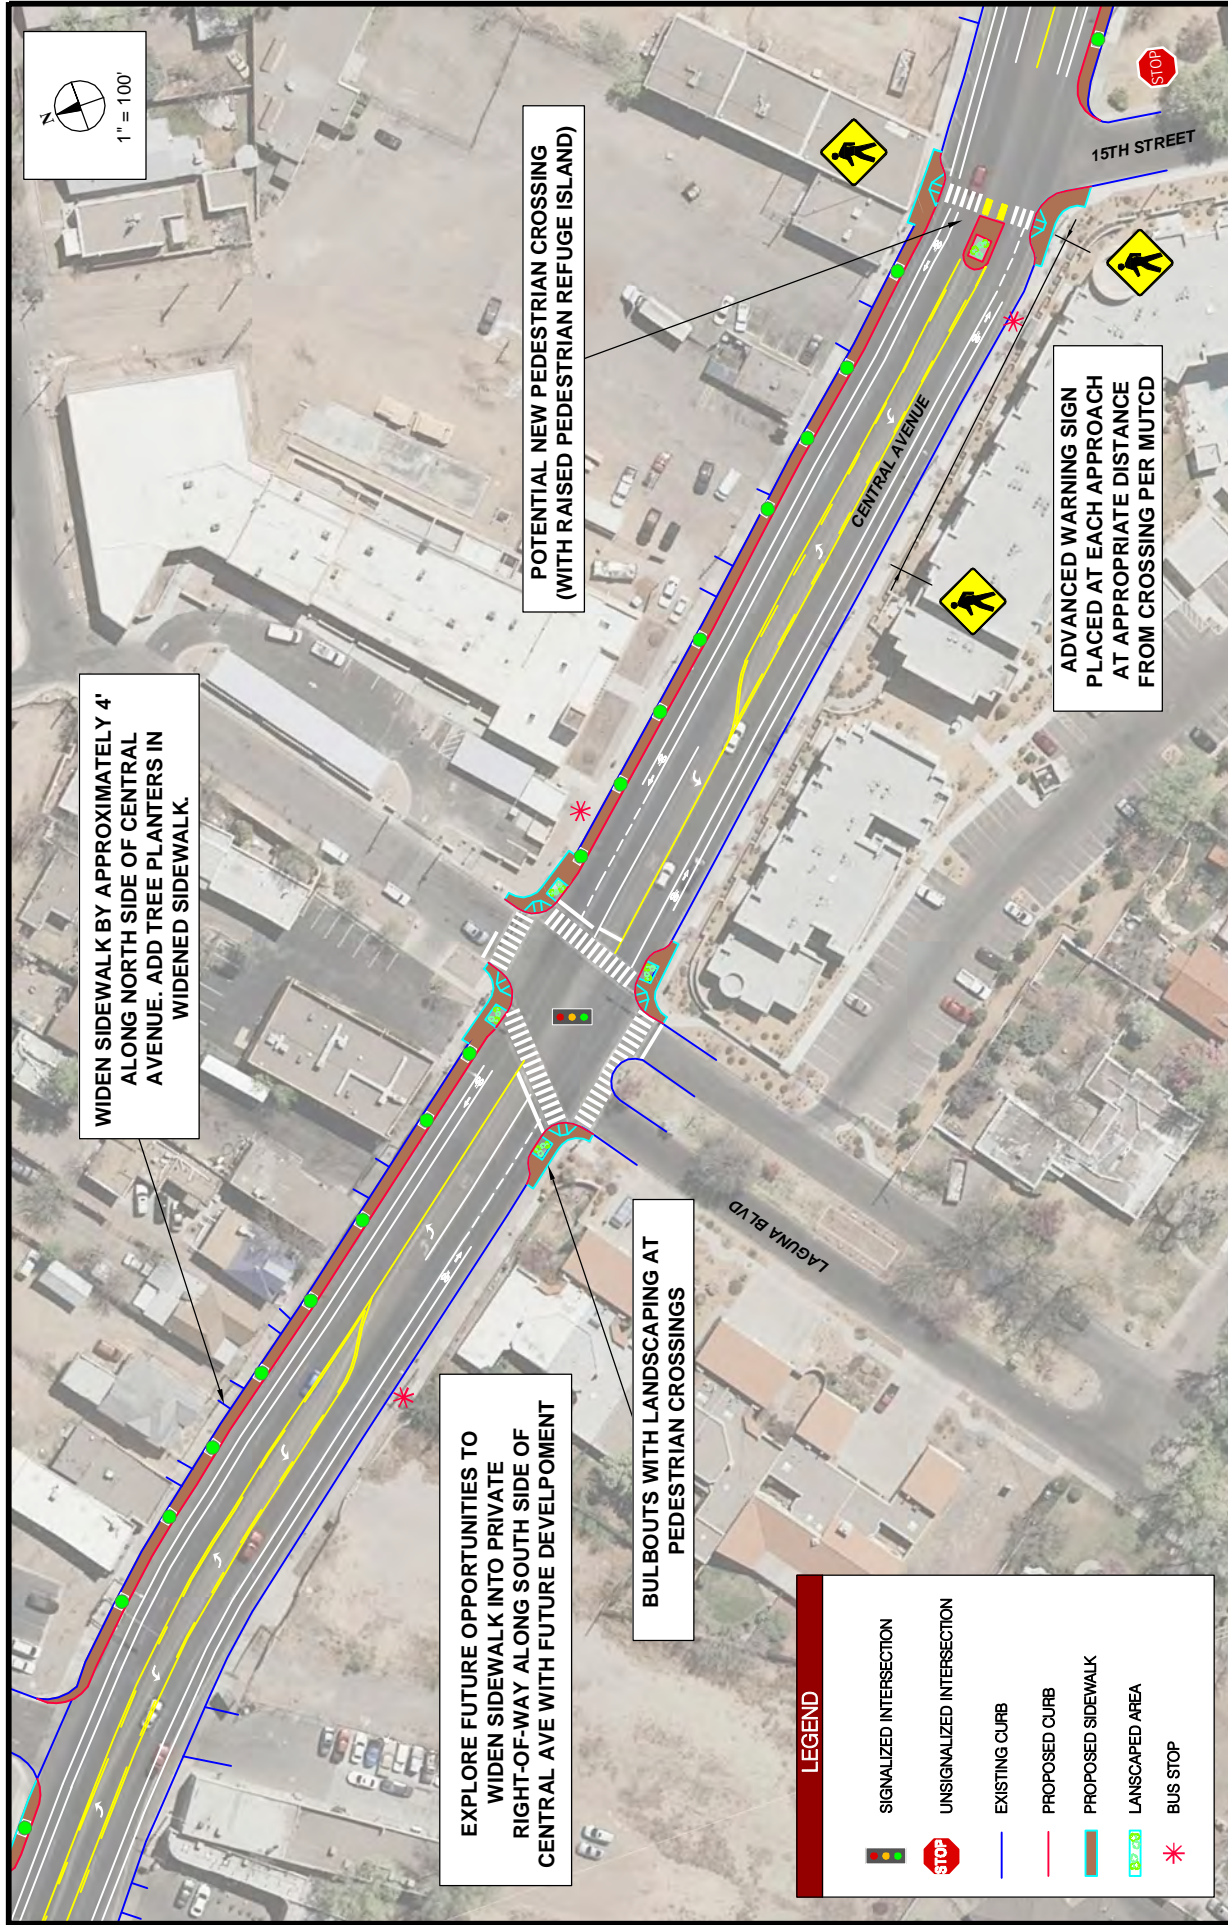 N
1" = 100'
WIDEN SIDEWALK BY APPROXIMATELY 4'
ALONG NORTH SIDE OF CENTRAL
AVENUE. ADD TREE PLANTERS IN
WIDENED SIDEWALK.
POTENTIAL NEW PEDESTRIAN CROSSING
(WITH RAISED PEDESTRIAN REFUGE ISLAND)
EXPLORE FUTURE OPPORTUNITIES TO
WIDEN SIDEWALK INTO PRIVATE
RIGHT-OF-WAY ALONG SOUTH SIDE OF
CENTRAL AVE WITH FUTURE DEVELPOMENT
BULBOUTS WITH LANDSCAPING AT
PEDESTRIAN CROSSINGS
ADVANCED WARNING SIGN
PLACED AT EACH APPROACH
AT APPROPRIATE DISTANCE
FROM CROSSING PER MUTCD
CENTRAL AVENUE
LAGUNA BLVD
15TH STREET
STOP
LEGEND
SIGNALIZED INTERSECTION
STOP
UNSIGNALIZED INTERSECTION
EXISTING CURB
PROPOSED CURB
PROPOSED SIDEWALK
LANSCAPED AREA
BUS STOP